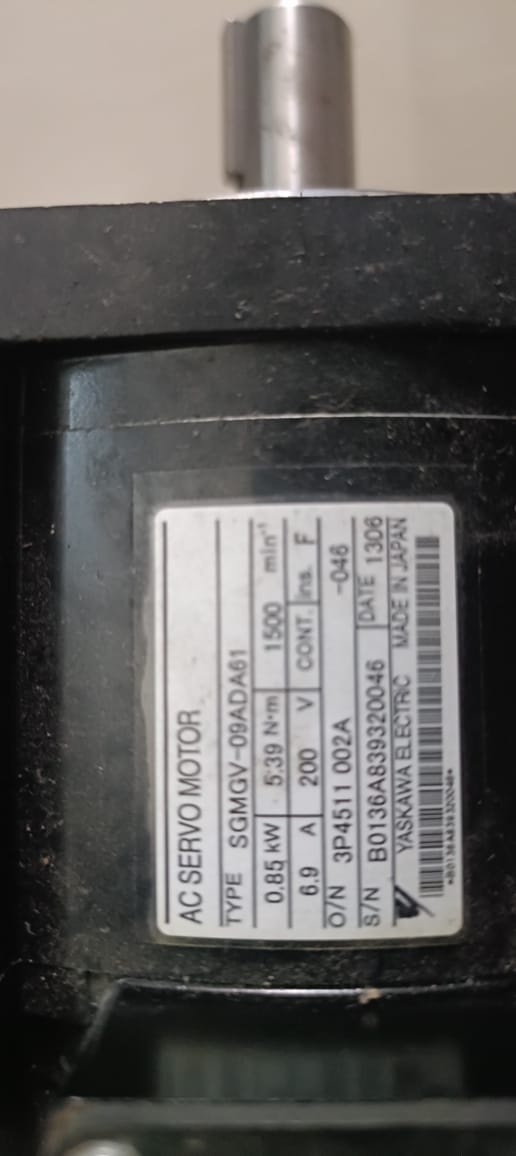 AC SERVO MOTOR
TYPE SGMGV-09ADA61
0.85 kW 5.39 N·m 1500 min⁻¹
6.9 A 200 V CONT. ins. F
O/N 3P4511 002A -046
S/N B0136A839320046 DATE 1306
YASKAWA ELECTRIC MADE IN JAPAN
*B0136A839320046*